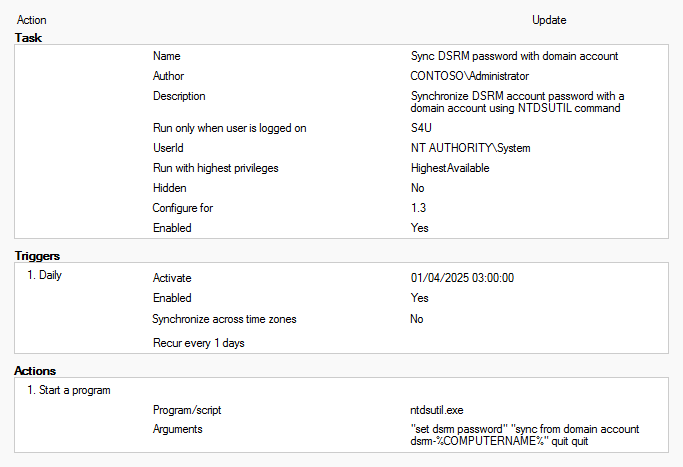 Action Update
Task
Name Sync DSRM password with domain account
Author CONTOSO\Administrator
Description Synchronize DSRM account password with a
domain account using NTDSUTIL command
Run only when user is logged on S4U
UserId NT AUTHORITY\System
Run with highest privileges HighestAvailable
Hidden No
Configure for 1.3
Enabled Yes
Triggers
1. Daily Activate 01/04/2025 03:00:00
Enabled Yes
Synchronize across time zones No
Recur every 1 days
Actions
1. Start a program
Program/script ntdsutil.exe
Arguments "set dsrm password" "sync from domain account
dsrm-%COMPUTERNAME%" quit quit